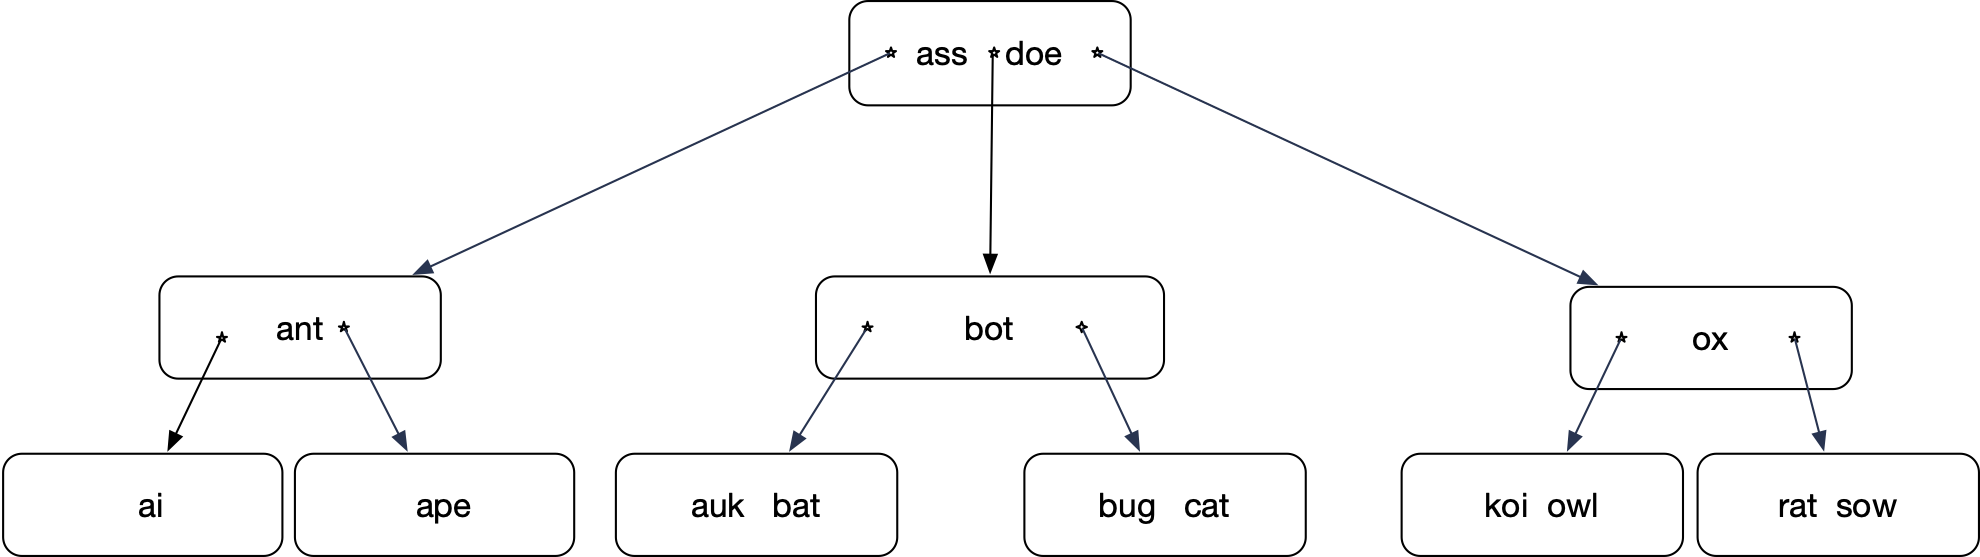 ass doe
ant bot ox
ai ape auk bat bug cat koi owl rat sow